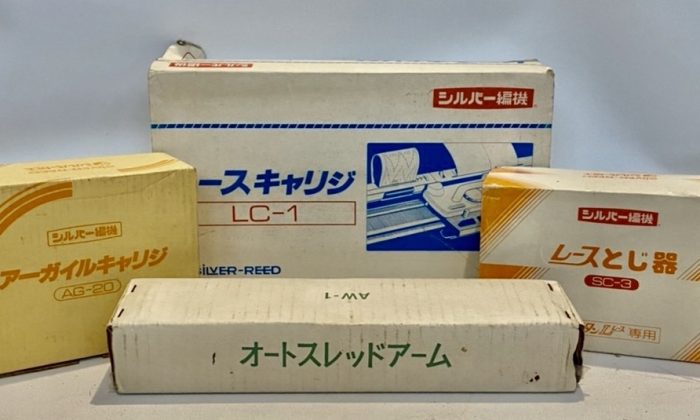 シルバー編機
ースキャリジ
LC-1
SILVER-REED
シルバー編機
アーガイルキャリジ
AG-20
シルバー編機
レースとじ器
SC-3
専用
AW-1
オートスレッドアーム